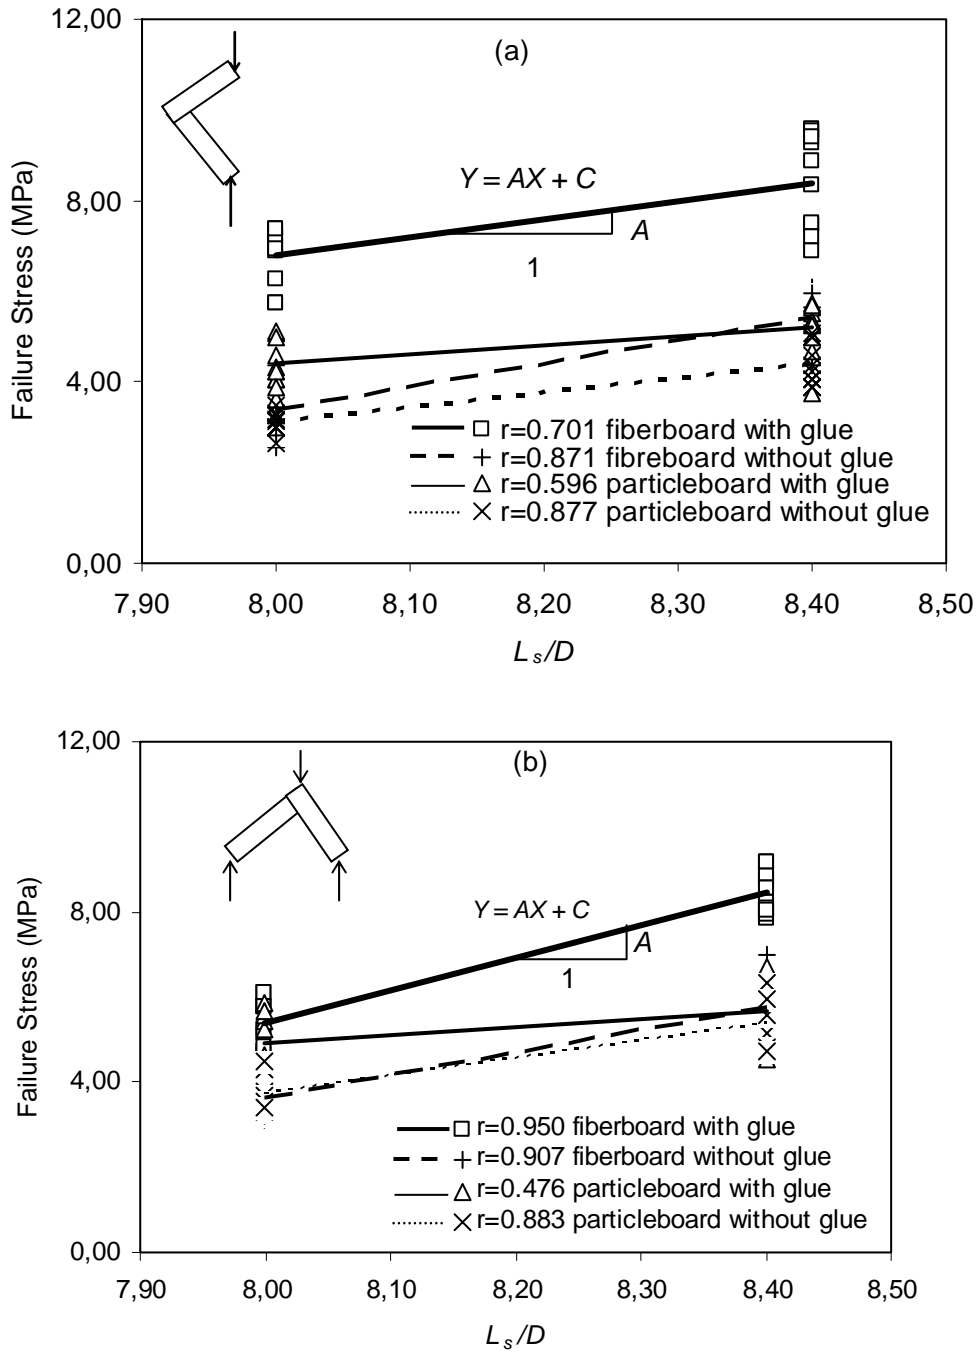 12,00
(a)
Y = AX + C
8,00
A
1
Failure Stress (MPa)
4,00
r=0.701 fiberboard with glue
r=0.871 fibreboard without glue
r=0.596 particleboard with glue
r=0.877 particleboard without glue
0,00
7,90 8,00 8,10 8,20 8,30 8,40 8,50
Ls/D
12,00
(b)
Y = AX + C
8,00
A
1
Failure Stress (MPa)
4,00
r=0.950 fiberboard with glue
r=0.907 fiberboard without glue
r=0.476 particleboard with glue
r=0.883 particleboard without glue
0,00
7,90 8,00 8,10 8,20 8,30 8,40 8,50
Ls/D